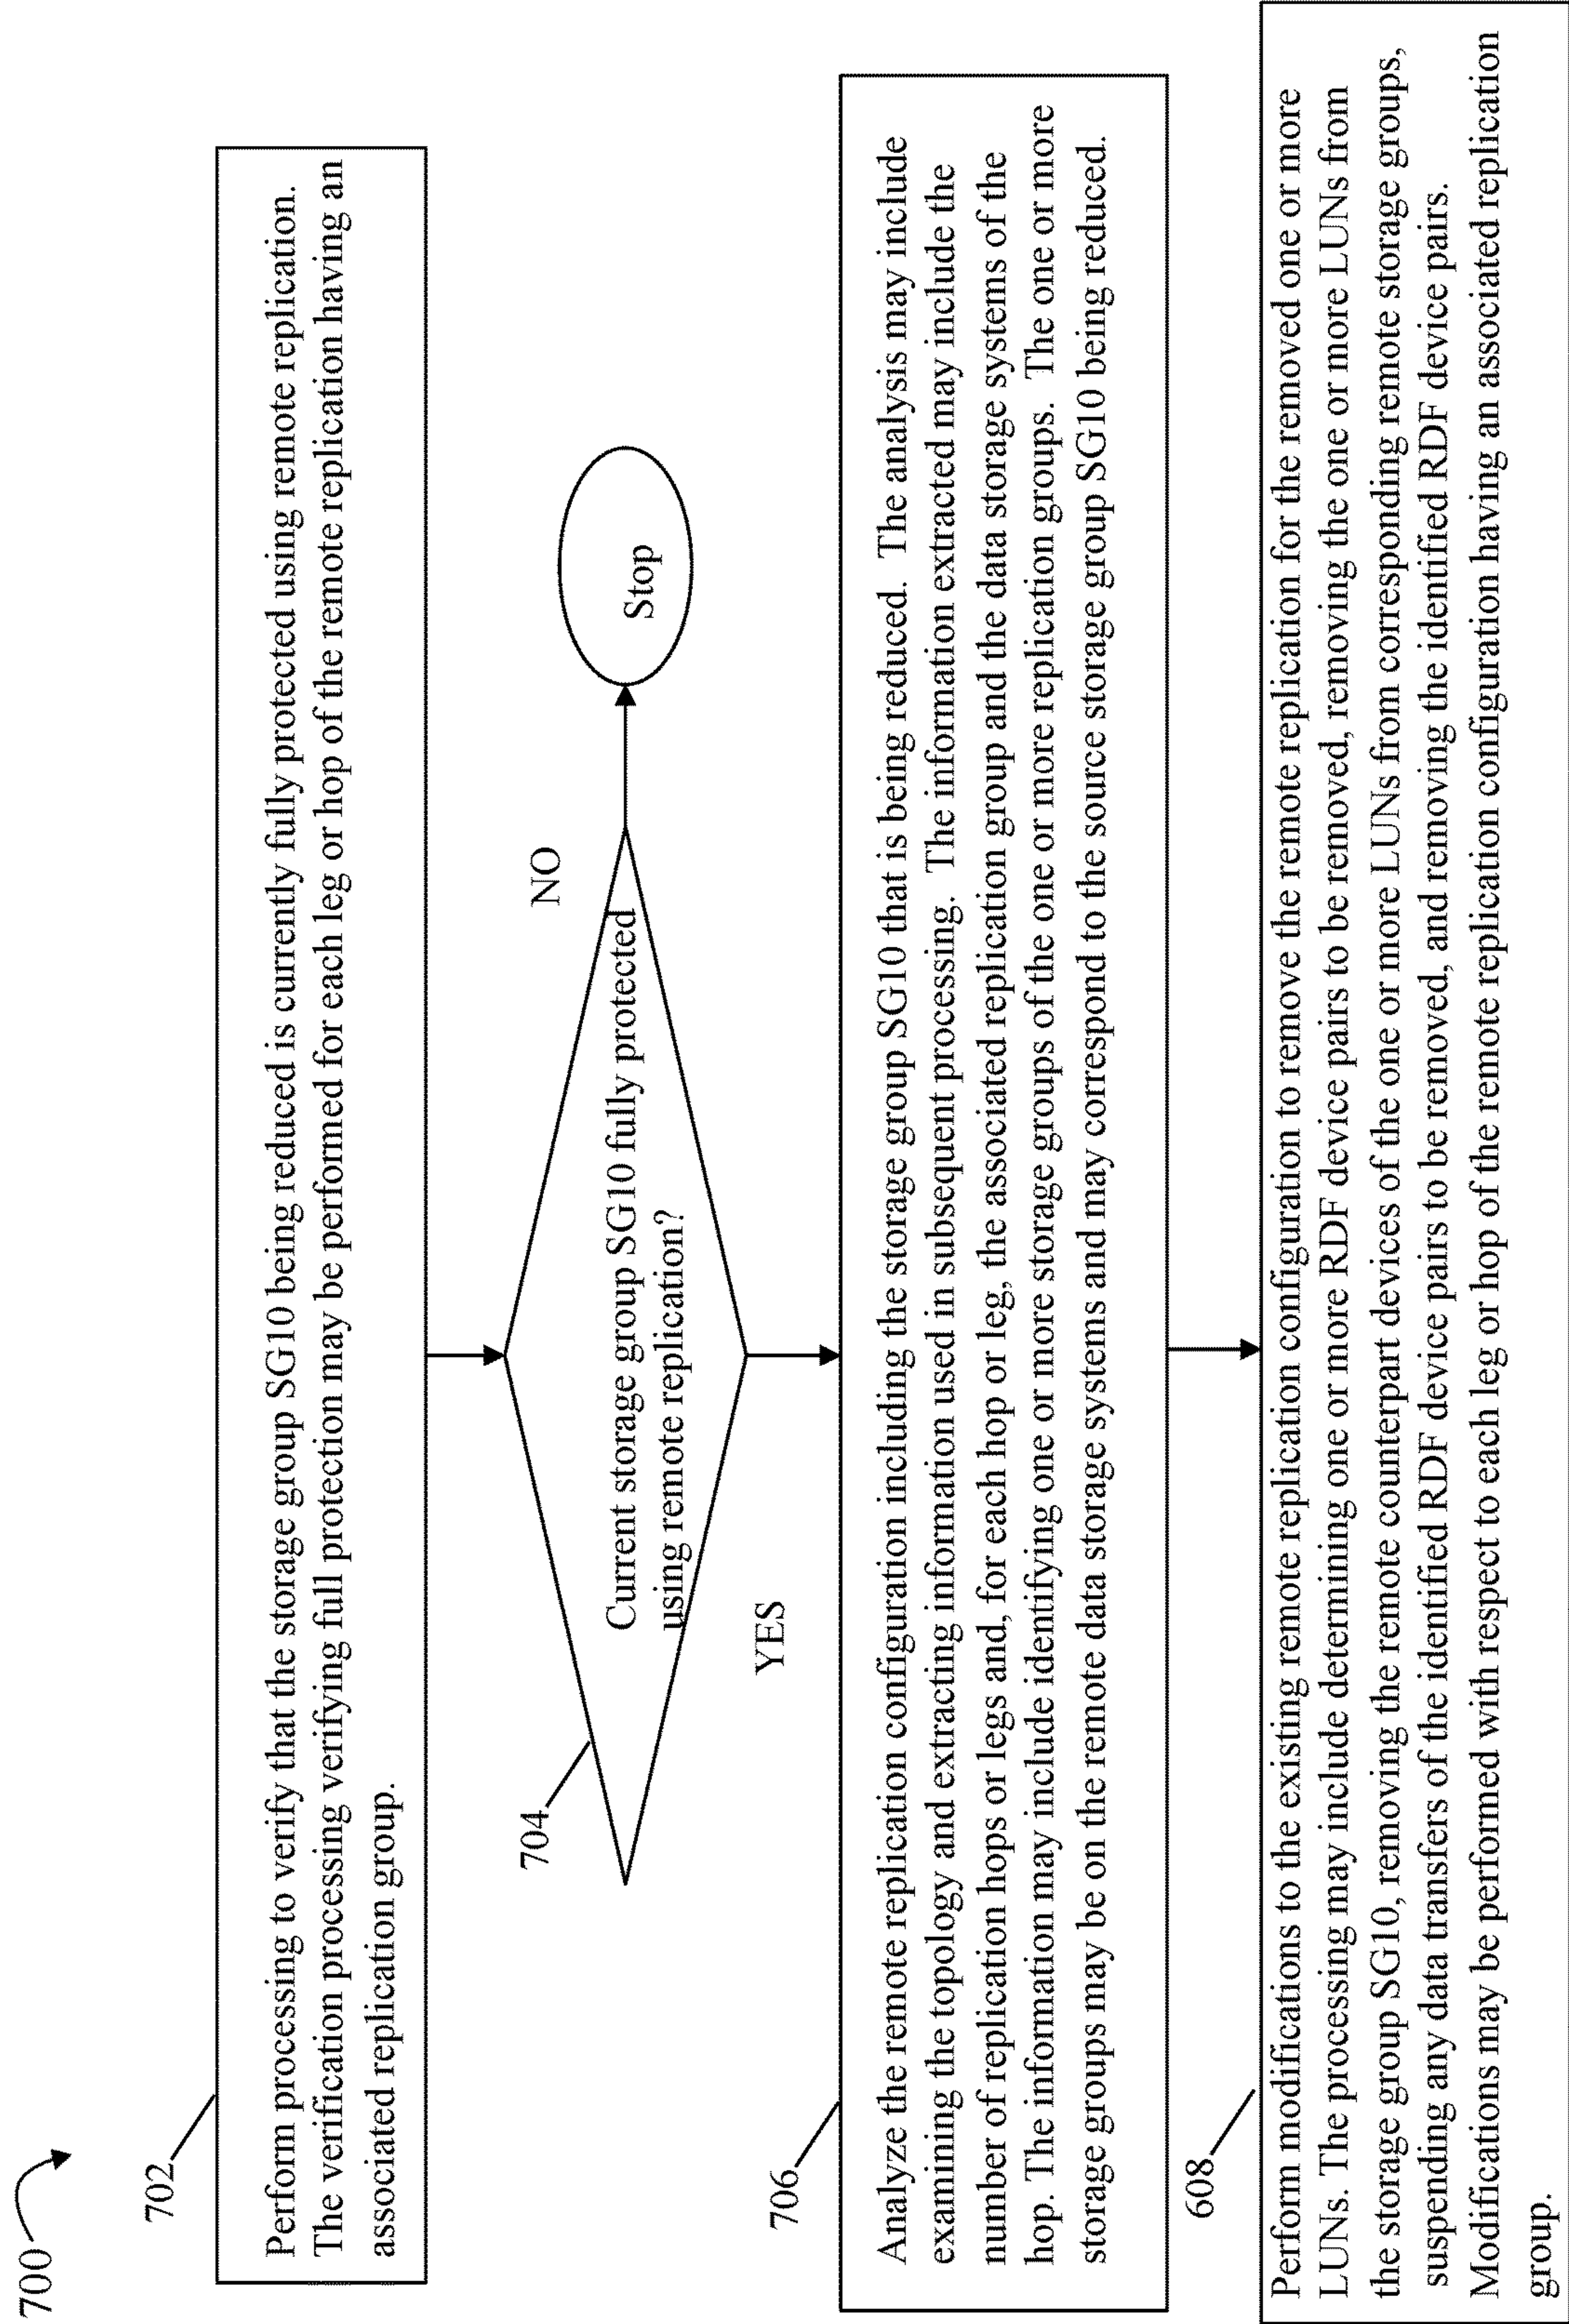 700
702
Perform processing to verify that the storage group SG10 being reduced is currently fully protected using remote replication.
The verification processing verifying full protection may be performed for each leg or hop of the remote replication having an
associated replication group.
704
Current storage group SG10 fully protected
using remote replication?
NO
Stop
YES
706
Analyze the remote replication configuration including the storage group SG10 that is being reduced. The analysis may include
examining the topology and extracting information used in subsequent processing. The information extracted may include the
number of replication hops or legs and, for each hop or leg, the associated replication group and the data storage systems of the
hop. The information may include identifying one or more storage groups of the one or more replication groups. The one or more
storage groups may be on the remote data storage systems and may correspond to the source storage group SG10 being reduced.
608
Perform modifications to the existing remote replication configuration to remove the remote replication for the removed one or more
LUNs. The processing may include determining one or more RDF device pairs to be removed, removing the one or more LUNs from
the storage group SG10, removing the remote counterpart devices of the one or more LUNs from corresponding remote storage groups,
suspending any data transfers of the identified RDF device pairs to be removed, and removing the identified RDF device pairs.
Modifications may be performed with respect to each leg or hop of the remote replication configuration having an associated replication
group.